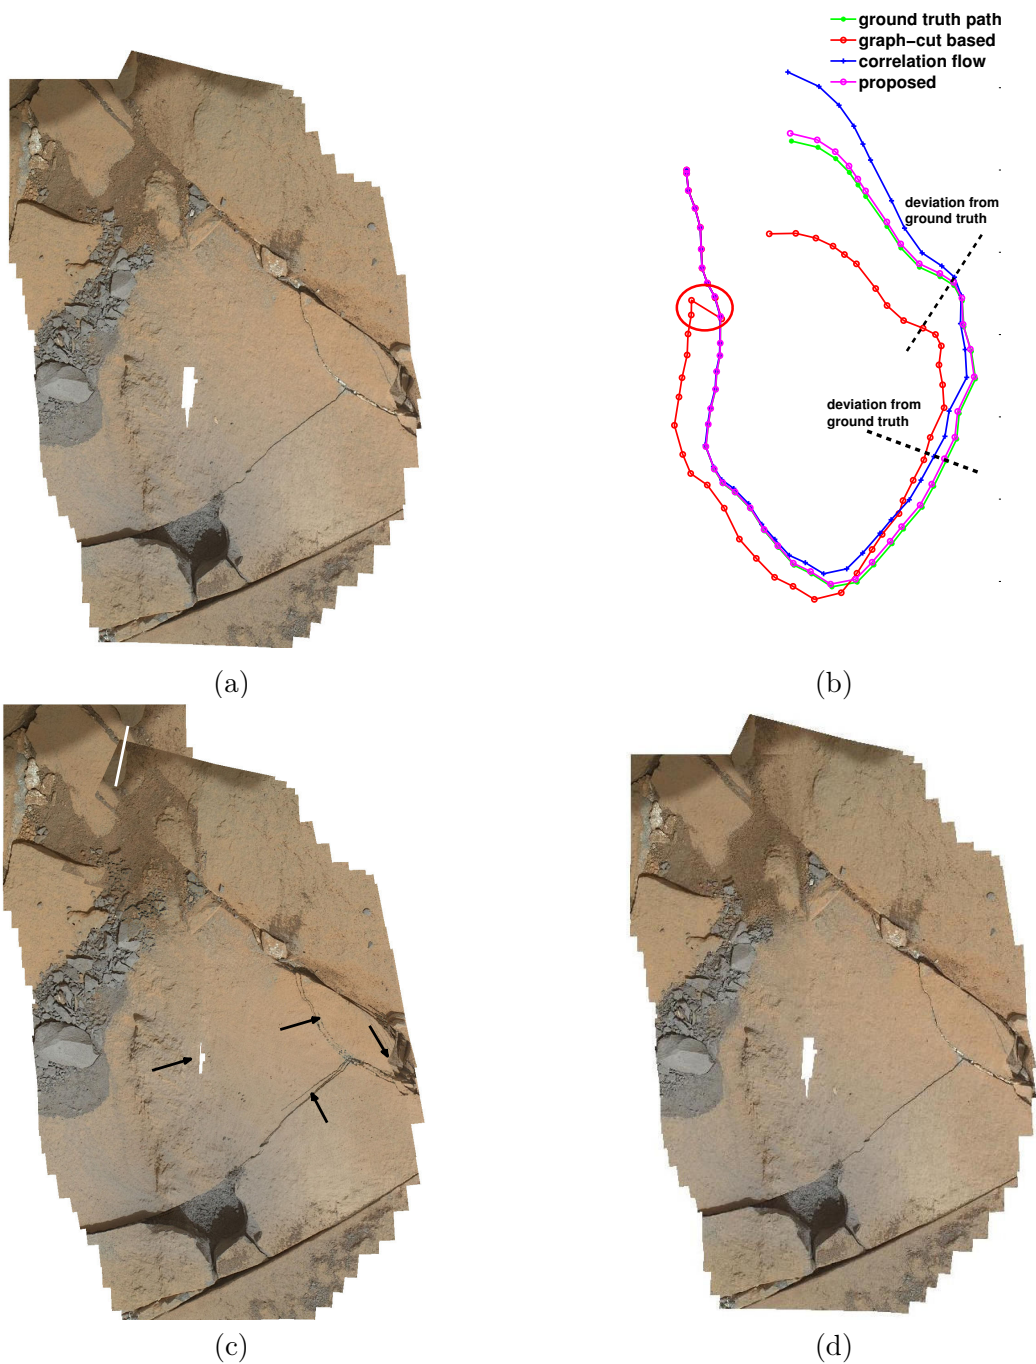 ground truth path
graph−cut based
correlation flow
proposed
deviation from
ground truth
deviation from
ground truth
(a)
(b)
(c)
(d)